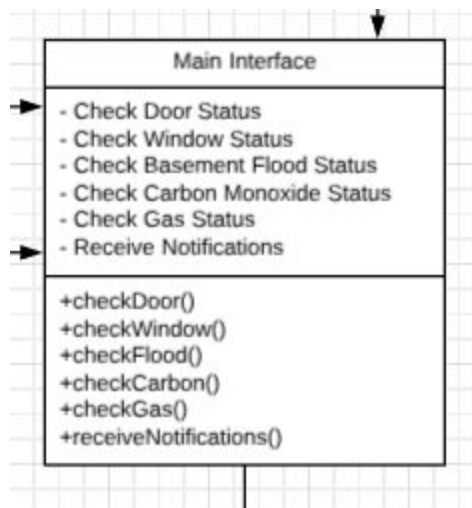 Main Interface
- Check Door Status
- Check Window Status
- Check Basement Flood Status
- Check Carbon Monoxide Status
- Check Gas Status
- Receive Notifications
+checkDoor()
+checkWindow()
+checkFlood()
+checkCarbon()
+checkGas()
+receiveNotifications()